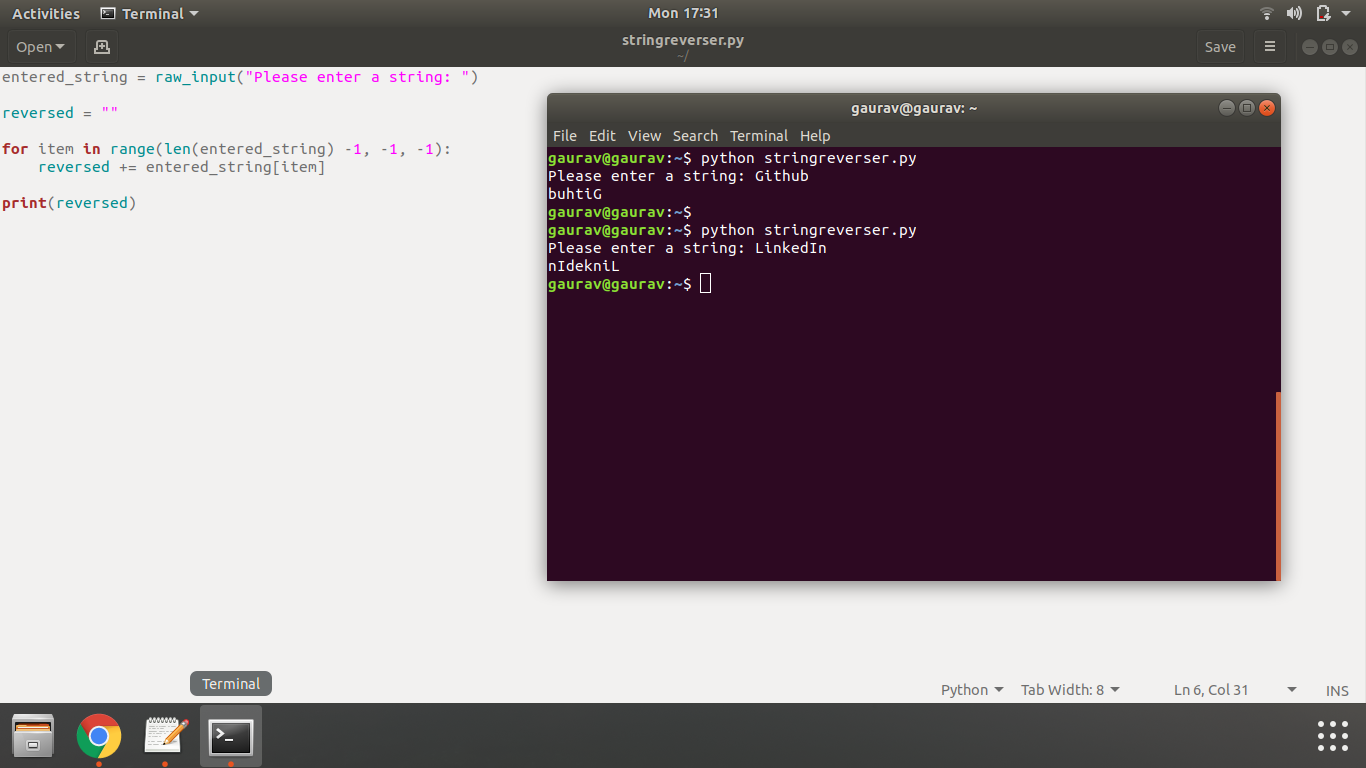 Activities Terminal Mon 17:31
Open stringreverser.py Save
~/
entered_string = raw_input("Please enter a string: ")
reversed = ""
for item in range(len(entered_string) -1, -1, -1):
    reversed += entered_string[item]
print(reversed)
gaurav@gaurav: ~
File Edit View Search Terminal Help
gaurav@gaurav:~$ python stringreverser.py
Please enter a string: Github
buhtiG
gaurav@gaurav:~$
gaurav@gaurav:~$ python stringreverser.py
Please enter a string: LinkedIn
nIdekniL
gaurav@gaurav:~$
Terminal
Python Tab Width: 8 Ln 6, Col 31 INS